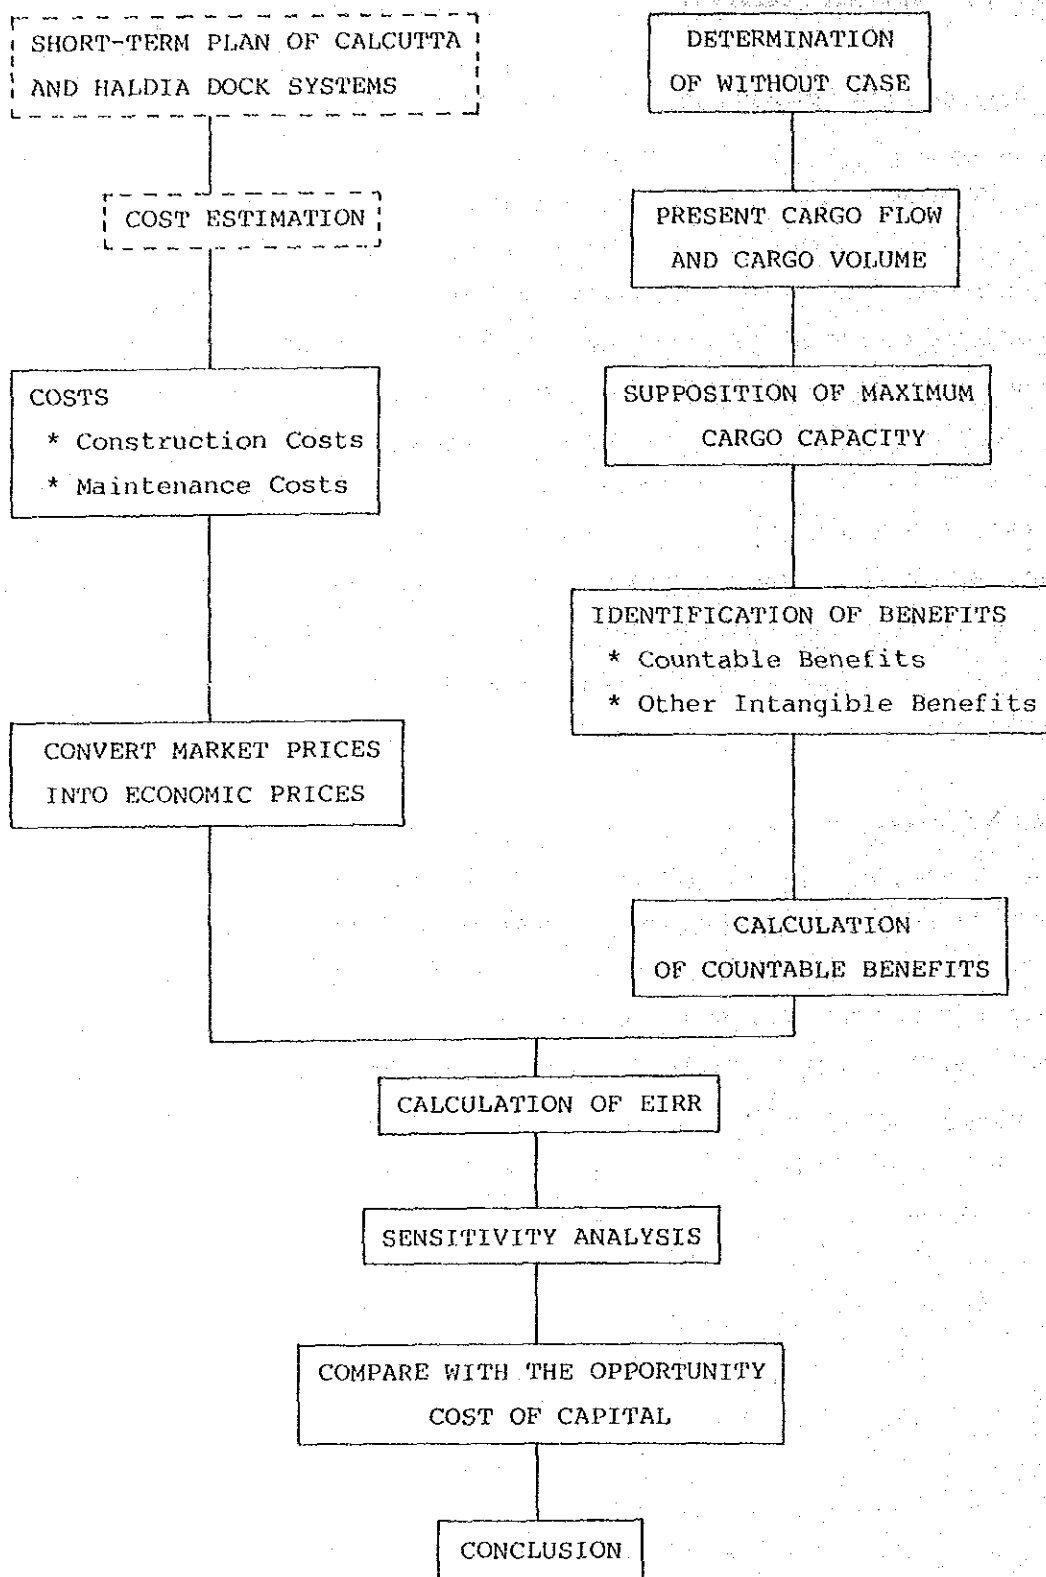 SHORT-TERM PLAN OF CALCUTTA
AND HALDIA DOCK SYSTEMS
COST ESTIMATION
COSTS
* Construction Costs
* Maintenance Costs
CONVERT MARKET PRICES
INTO ECONOMIC PRICES
DETERMINATION
OF WITHOUT CASE
PRESENT CARGO FLOW
AND CARGO VOLUME
SUPPOSITION OF MAXIMUM
CARGO CAPACITY
IDENTIFICATION OF BENEFITS
* Countable Benefits
* Other Intangible Benefits
CALCULATION
OF COUNTABLE BENEFITS
CALCULATION OF EIRR
SENSITIVITY ANALYSIS
COMPARE WITH THE OPPORTUNITY
COST OF CAPITAL
CONCLUSION